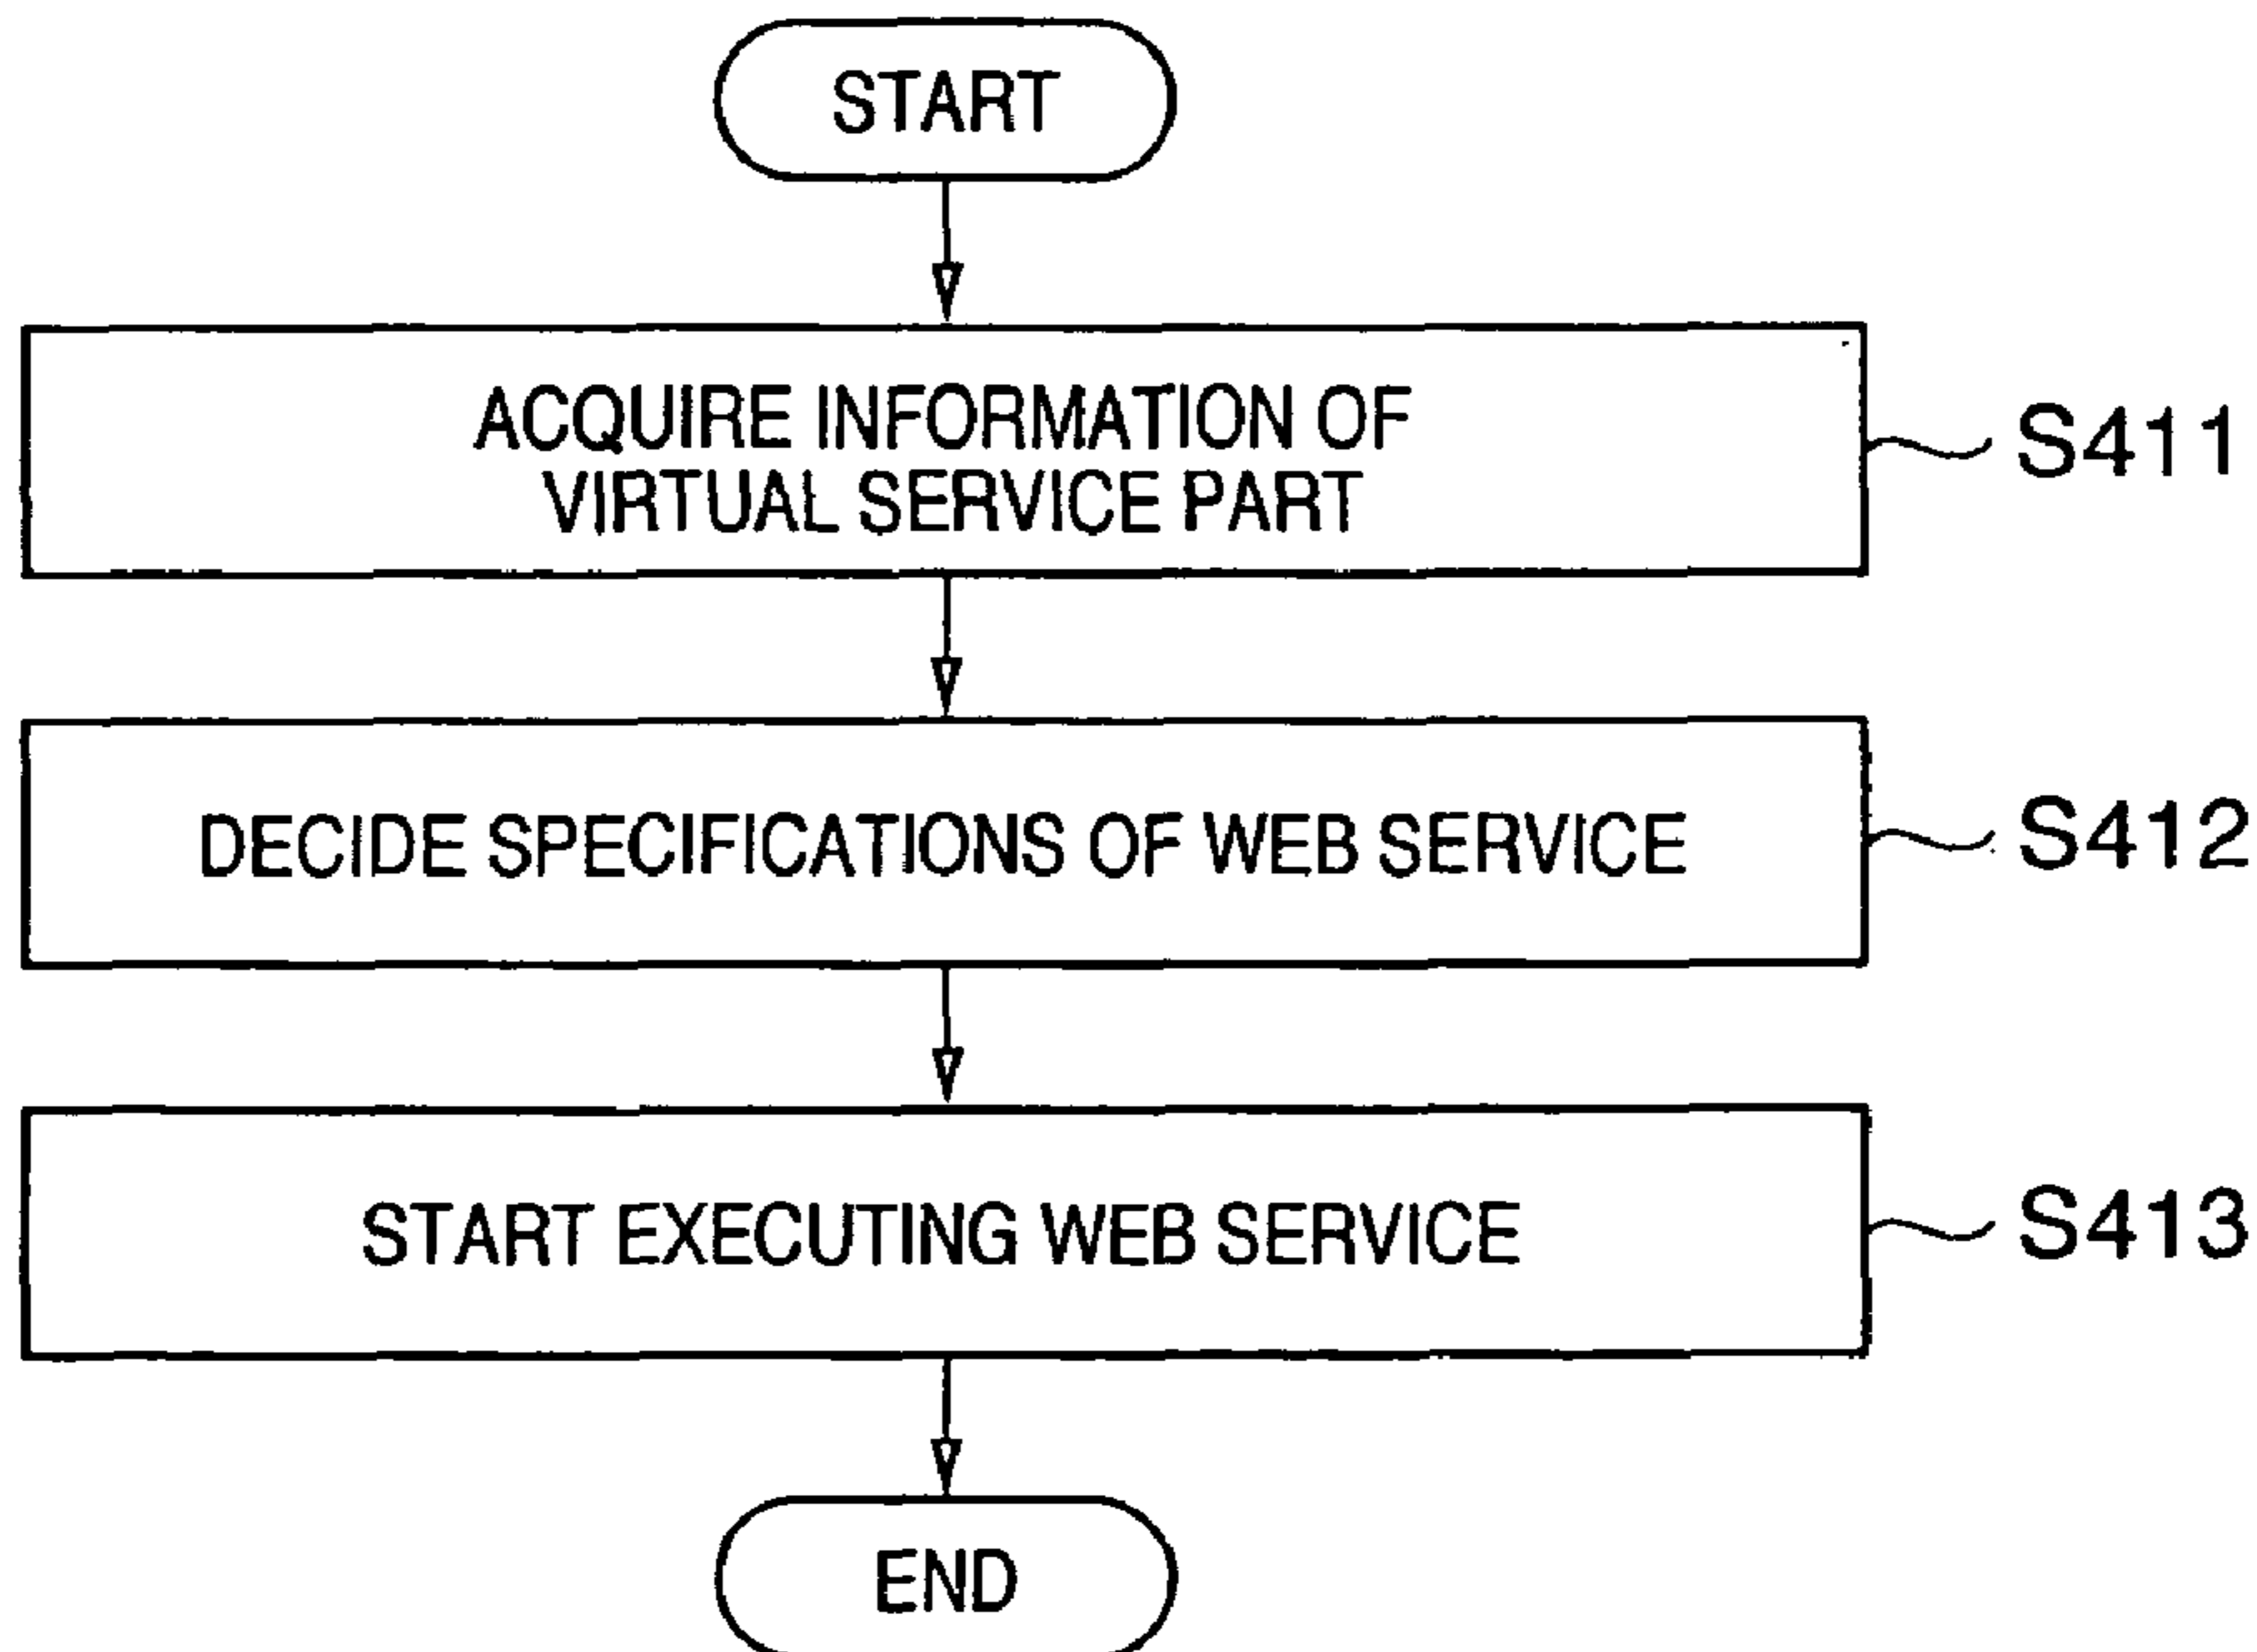 START
ACQUIRE INFORMATION OF
VIRTUAL SERVICE PART
S411
DECIDE SPECIFICATIONS OF WEB SERVICE
S412
START EXECUTING WEB SERVICE
S413
END